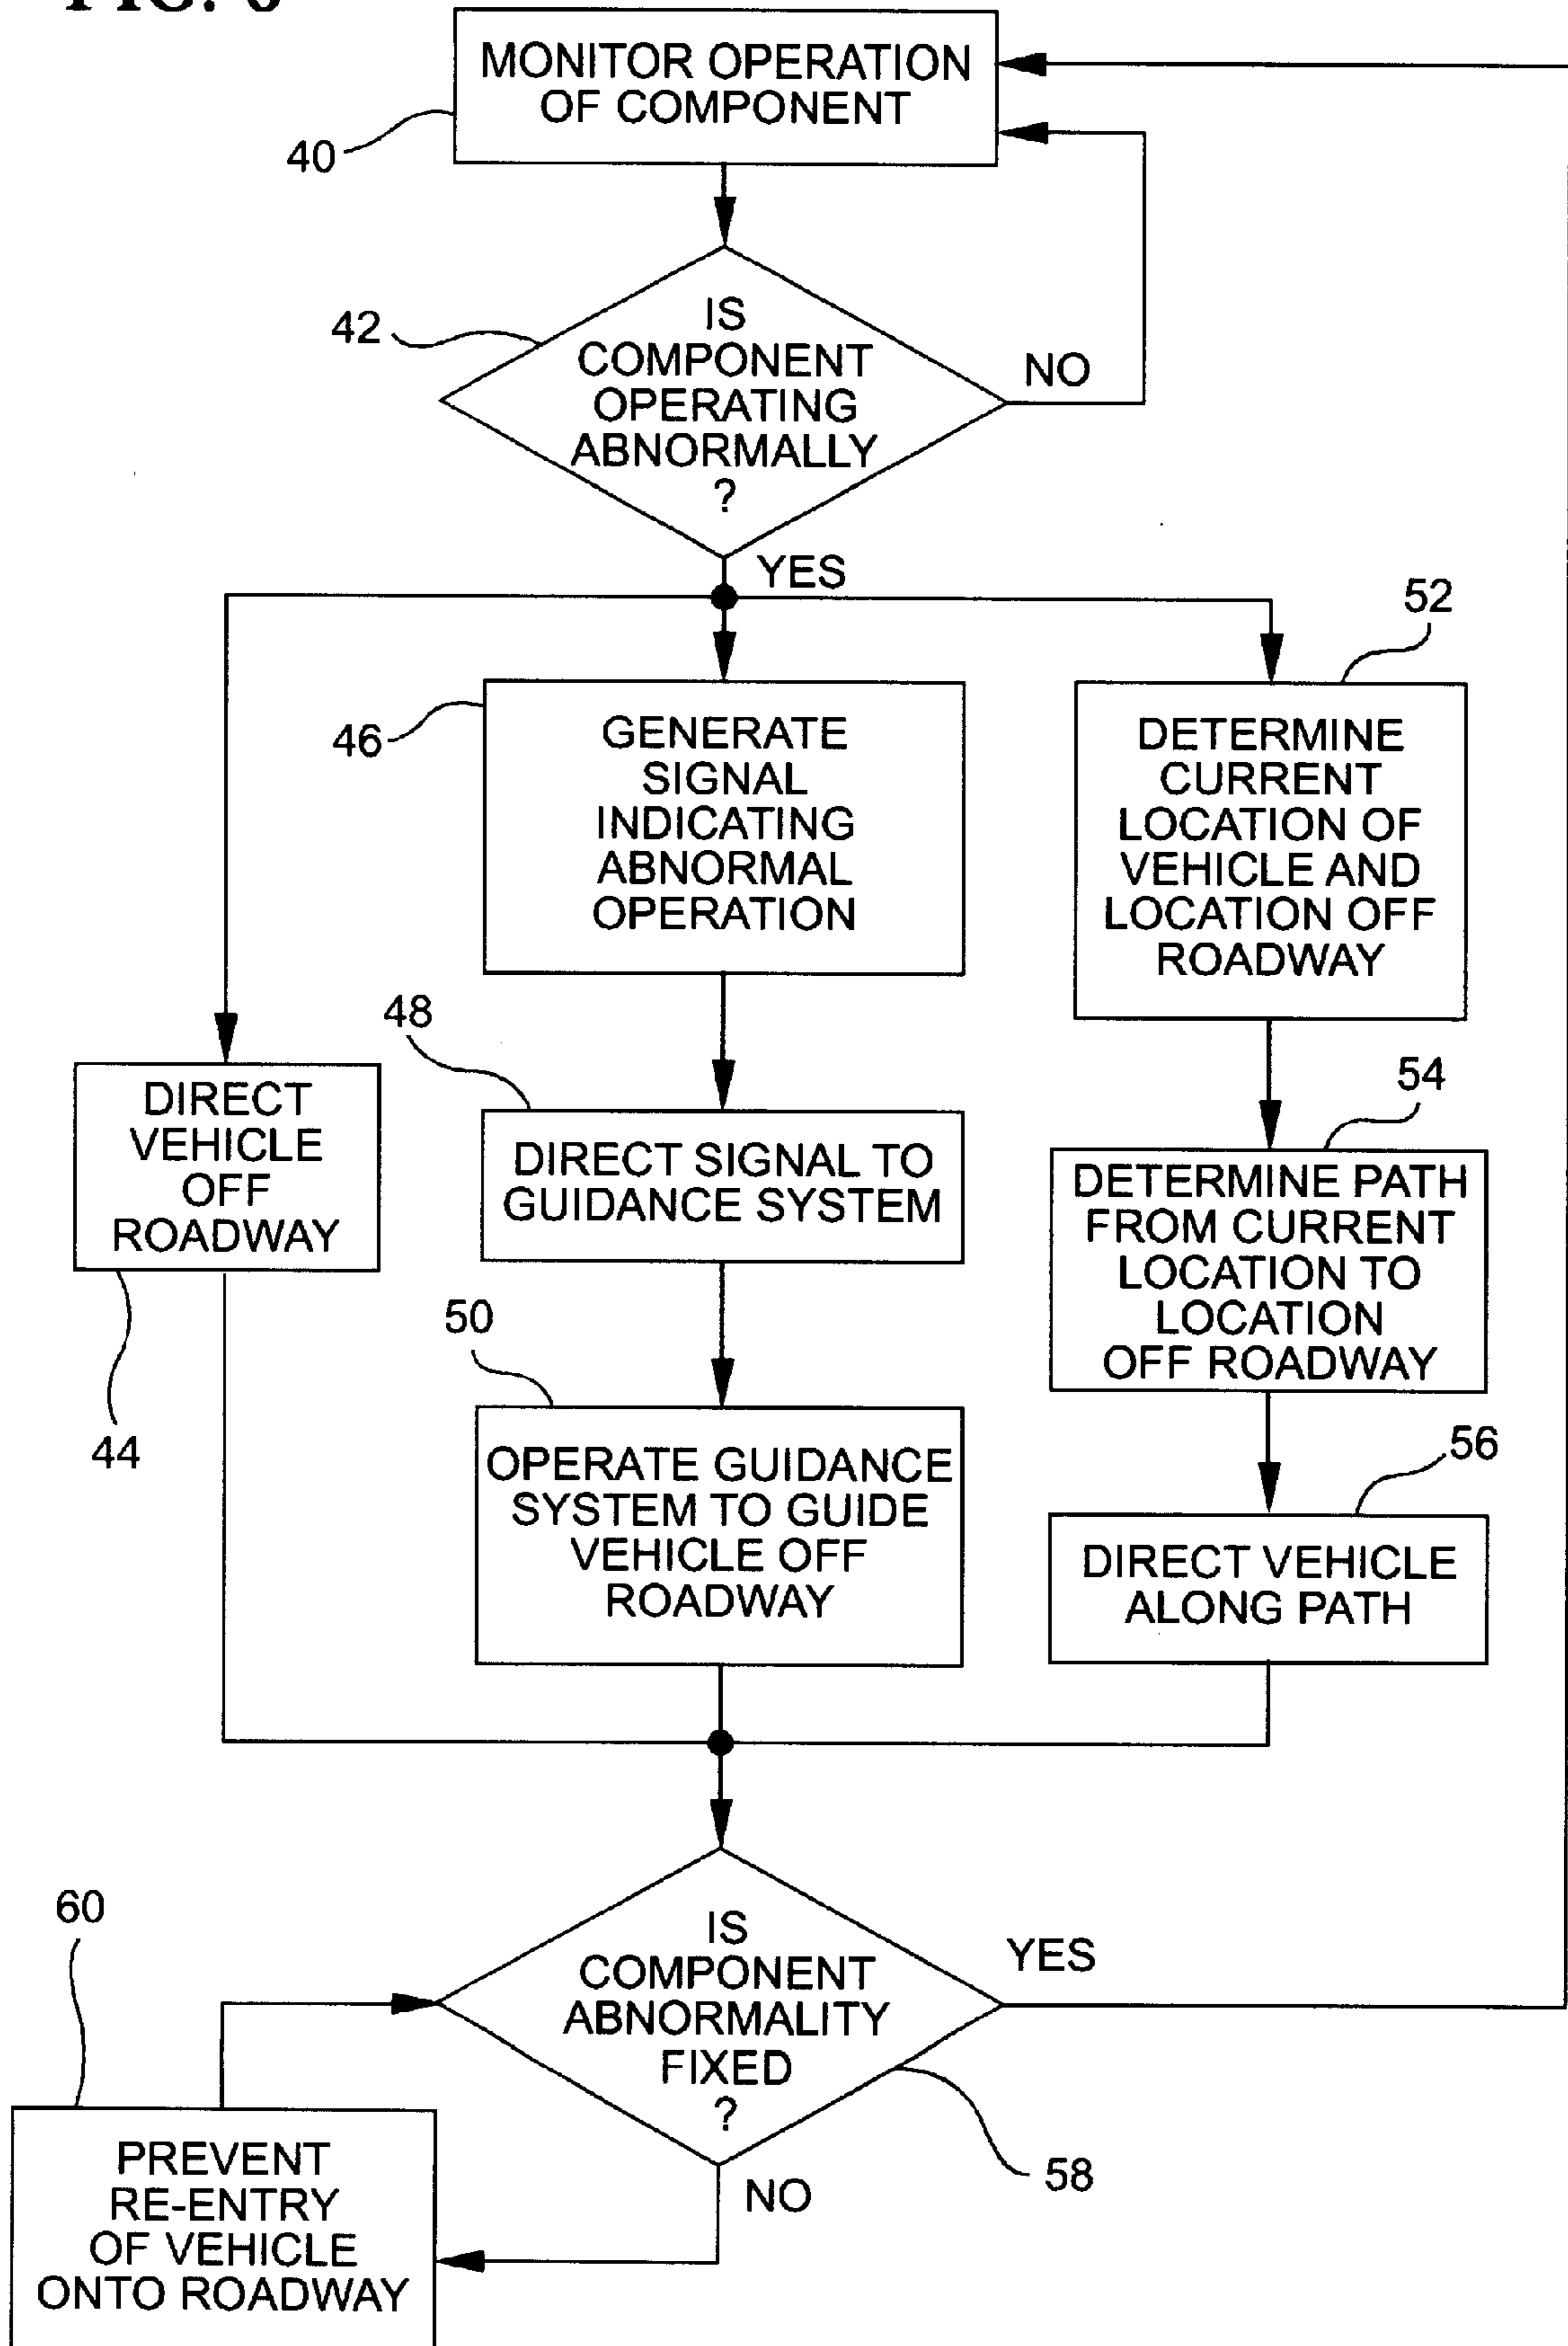 MONITOR OPERATION
OF COMPONENT
40
42
IS
COMPONENT
OPERATING
ABNORMALLY
?
NO
YES
52
46
GENERATE
SIGNAL
INDICATING
ABNORMAL
OPERATION
DETERMINE
CURRENT
LOCATION OF
VEHICLE AND
LOCATION OFF
ROADWAY
48
54
DIRECT
VEHICLE
OFF
ROADWAY
44
DIRECT SIGNAL TO
GUIDANCE SYSTEM
DETERMINE PATH
FROM CURRENT
LOCATION TO
LOCATION
OFF ROADWAY
50
56
OPERATE GUIDANCE
SYSTEM TO GUIDE
VEHICLE OFF
ROADWAY
DIRECT VEHICLE
ALONG PATH
60
IS
COMPONENT
ABNORMALITY
FIXED
?
YES
58
NO
PREVENT
RE-ENTRY
OF VEHICLE
ONTO ROADWAY